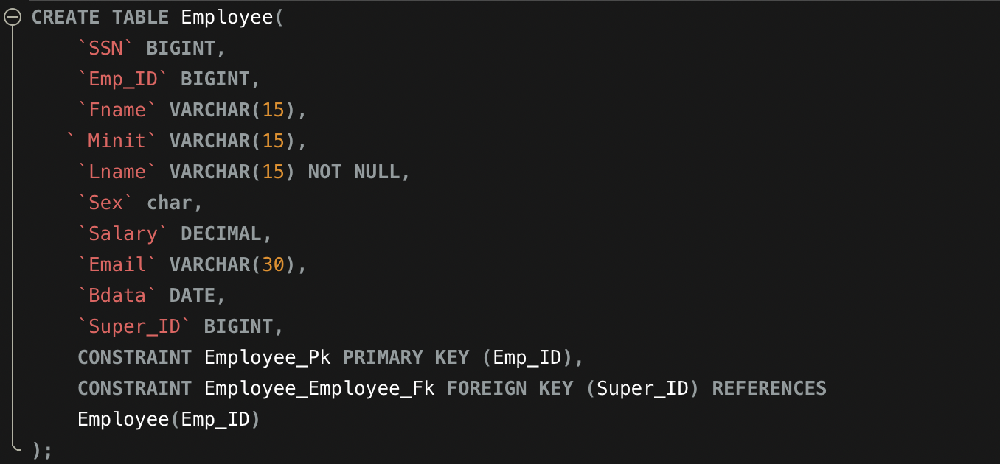 CREATE TABLE Employee(
`SSN` BIGINT,
`Emp_ID` BIGINT,
`Fname` VARCHAR(15),
` Minit` VARCHAR(15),
`Lname` VARCHAR(15) NOT NULL,
`Sex` char,
`Salary` DECIMAL,
`Email` VARCHAR(30),
`Bdata` DATE,
`Super_ID` BIGINT,
CONSTRAINT Employee_Pk PRIMARY KEY (Emp_ID),
CONSTRAINT Employee_Employee_Fk FOREIGN KEY (Super_ID) REFERENCES
Employee(Emp_ID)
);